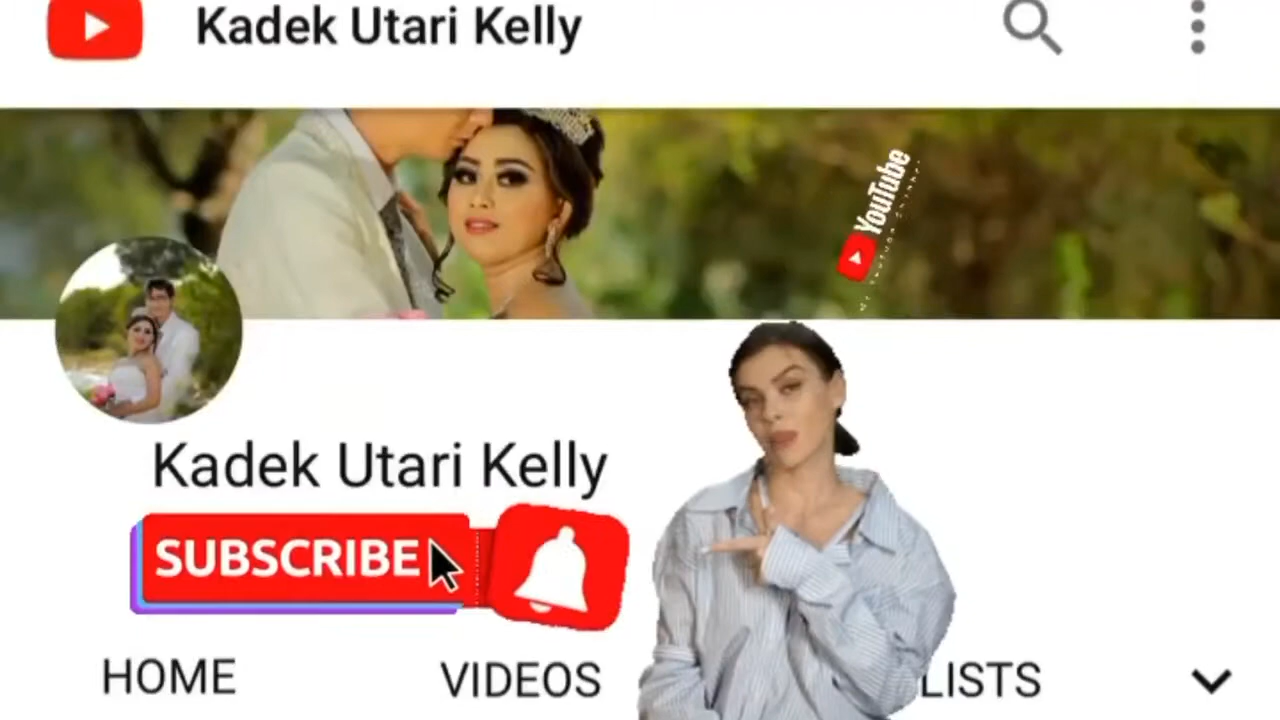 Kadek Utari Kelly
YouTube
Kadek Utari Kelly
SUBSCRIBE
HOME
VIDEOS
LISTS